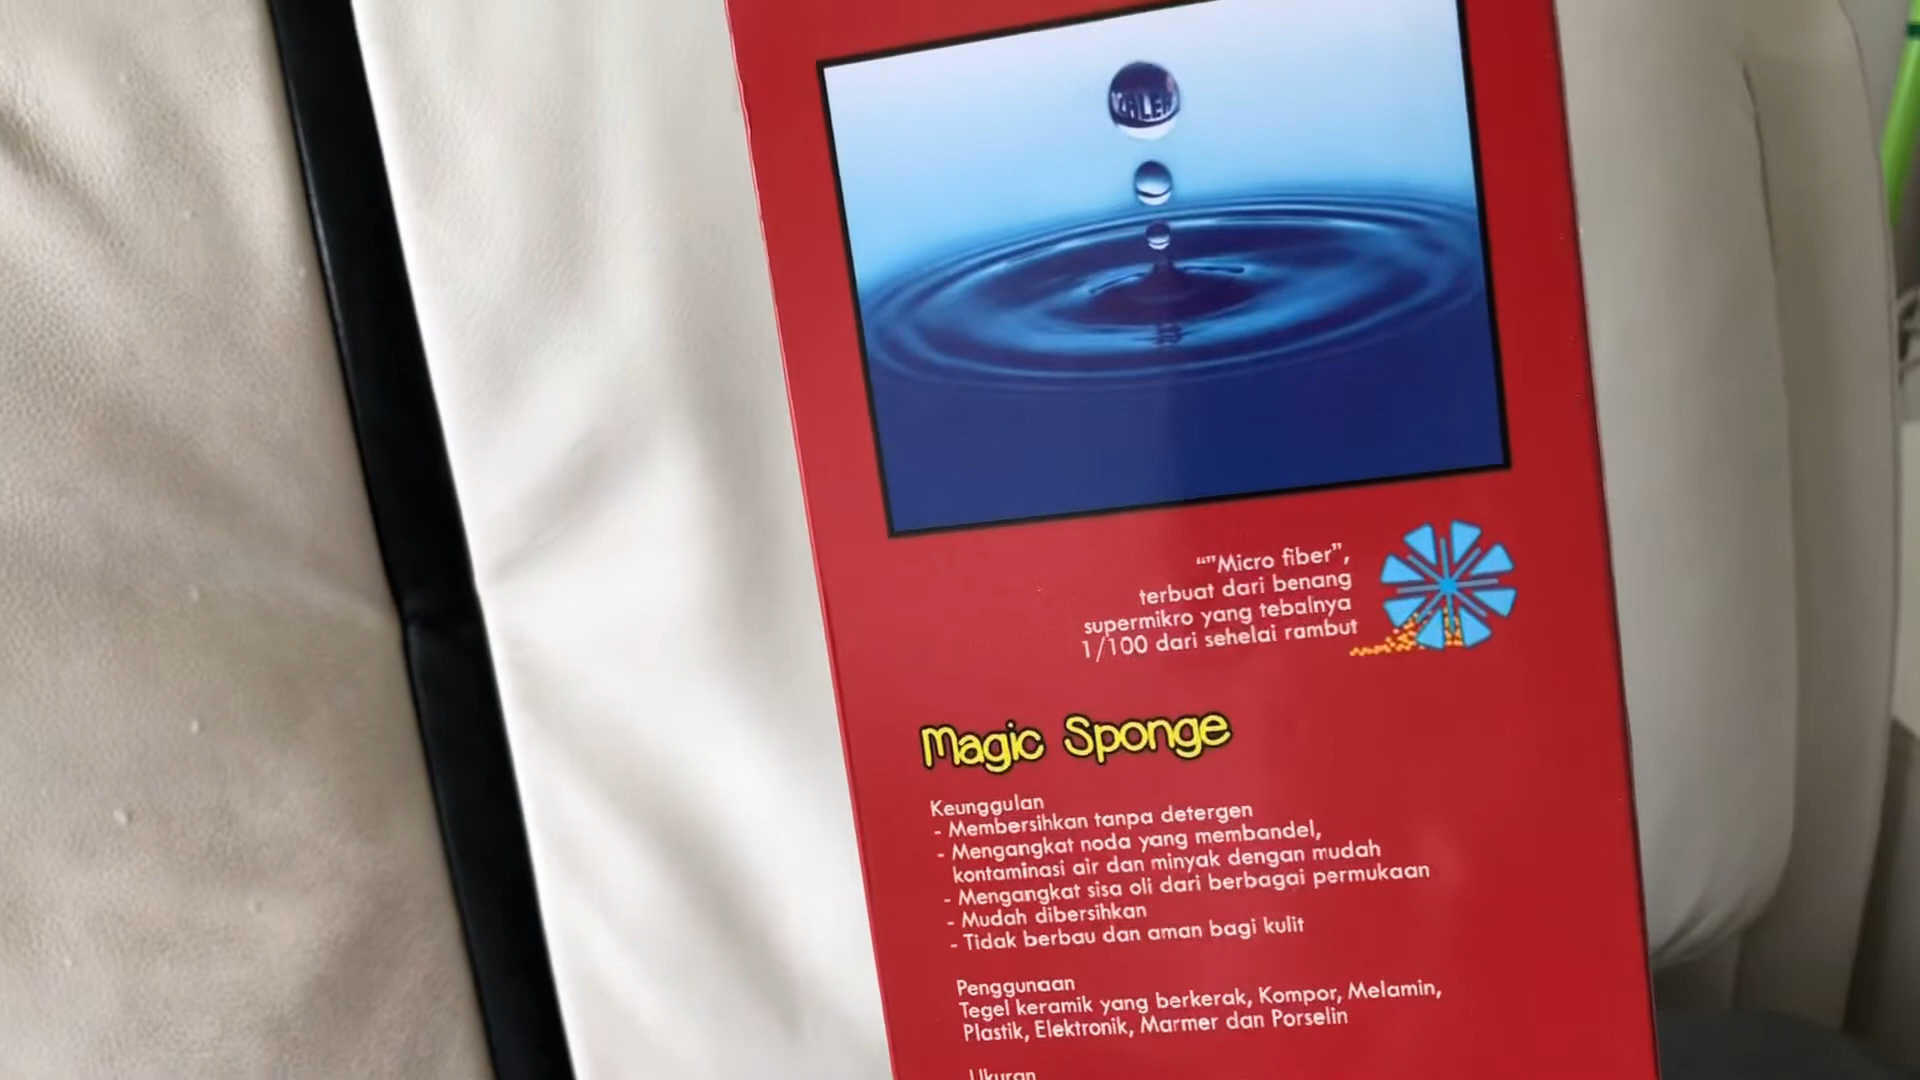 ""Micro fiber",
terbuat dari benang
supermikro yang tebalnya
1/100 dari sehelai rambut
Magic Sponge
Keunggulan
- Membersihkan tanpa detergen
- Mengangkat noda yang membandel,
kontaminasi air dan minyak dengan mudah
- Mengangkat sisa oli dari berbagai permukaan
- Mudah dibersihkan
- Tidak berbau dan aman bagi kulit
Penggunaan
Tegel keramik yang berkerak, Kompor, Melamin,
Plastik, Elektronik, Marmer dan Porselin
Ukuran